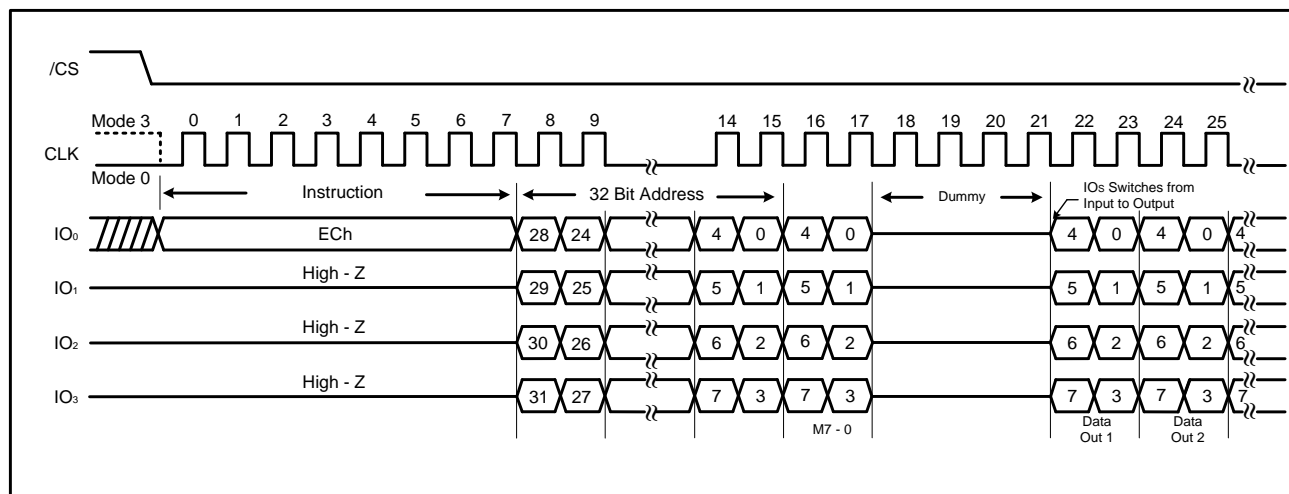 /CS
Mode 3 0 1 2 3 4 5 6 7 8 9 14 15 16 17 18 19 20 21 22 23 24 25
CLK
Mode 0
Instruction 32 Bit Address Dummy IOs Switches from
Input to Output
IO₀ ECh 28 24 4 0 4 0 4 0 4 0 4
High - Z
IO₁ 29 25 5 1 5 1 5 1 5 1 5
High - Z
IO₂ 30 26 6 2 6 2 6 2 6 2 6
High - Z
IO₃ 31 27 7 3 7 3 7 3 7 3 7
M7 - 0 Data
Out 1 Data
Out 2